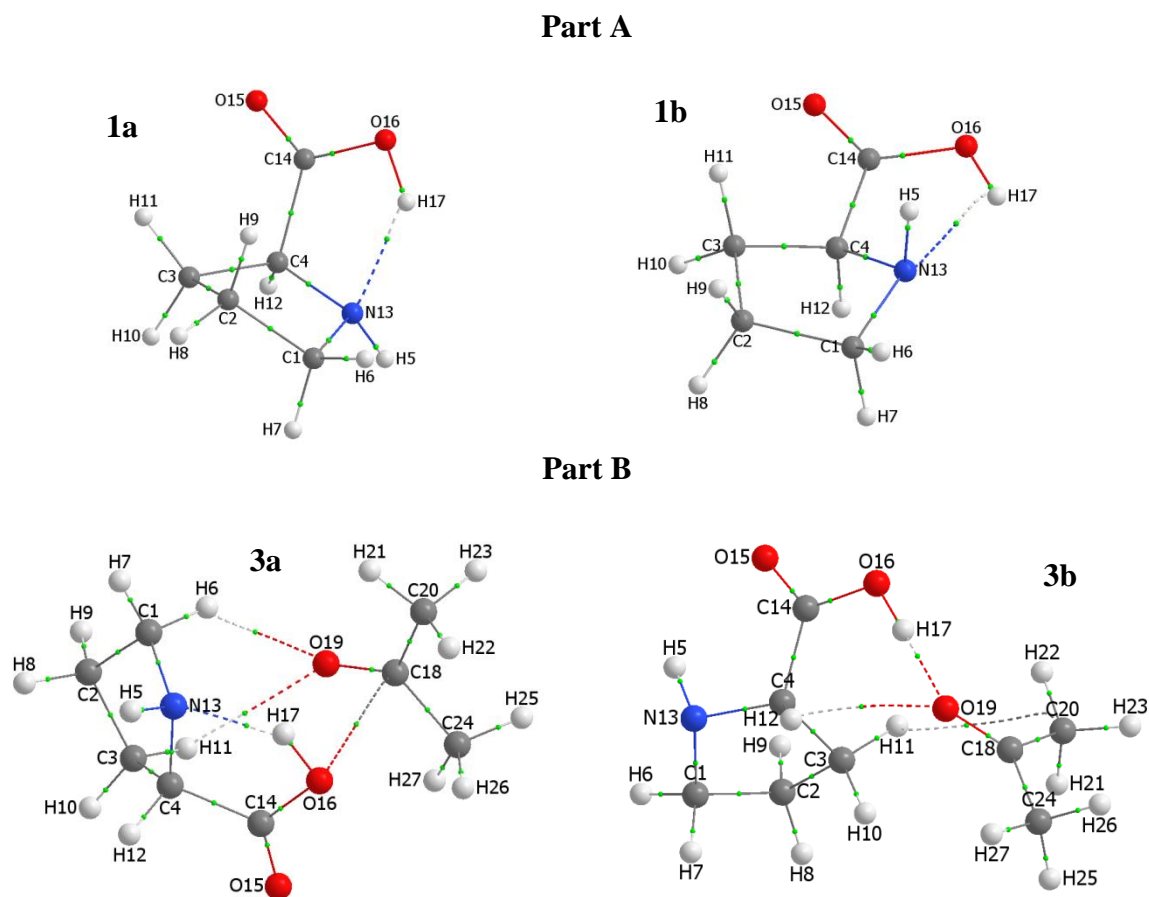 Part A
1a
O15
O16
C14
H17
H11
H9
C4
C3
H12
C2
N13
H10
H8
C1
H6
H5
H7
1b
O15
O16
C14
H11
H17
H5
C3
C4
H10
N13
H9
H12
C2
C1
H6
H8
H7
Part B
3a
H21
H23
H7
C20
H6
H9
C1
O19
H22
C18
H8
C2
H25
H5
N13
H17
C24
C3
H11
H27
H26
H10
C4
C14
O16
H12
O15
3b
O15
O16
C14
H17
H5
H22
C4
O19
C20
N13
H12
H23
H9
H11
C18
C3
C1
H21
H6
C2
C24
H26
H10
H27
H7
H8
H25